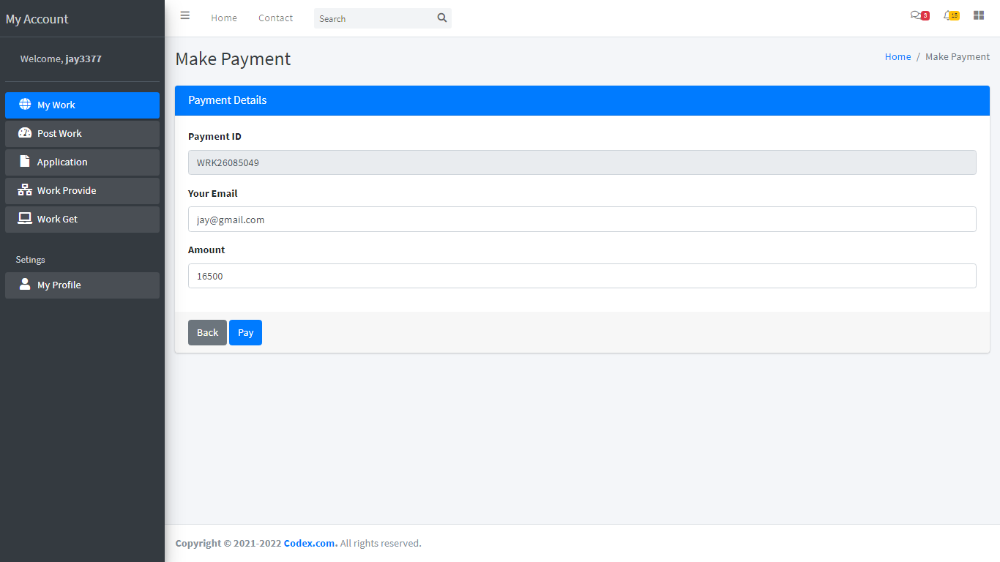 My Account
Home Contact Search 3 15
Welcome, jay3377
My Work
Post Work
Application
Work Provide
Work Get
Setings
My Profile
Make Payment
Home / Make Payment
Payment Details
Payment ID
WRK26085049
Your Email
jay@gmail.com
Amount
16500
Back Pay
Copyright © 2021-2022 Codex.com. All rights reserved.